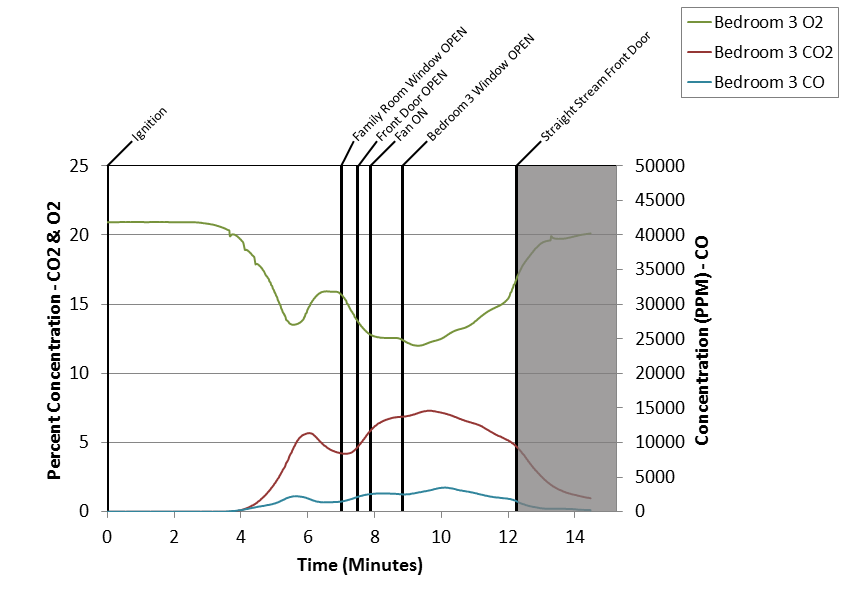 Bedroom 3 O2
Bedroom 3 CO2
Bedroom 3 CO
Ignition
Family Room Window OPEN
Front Door OPEN
Fan ON
Bedroom 3 Window OPEN
Straight Stream Front Door
Percent Concentration - CO2 & O2
25
20
15
10
5
0
50000
45000
40000
35000
30000
25000
20000
15000
10000
5000
0
Concentration (PPM) - CO
0 2 4 6 8 10 12 14
Time (Minutes)